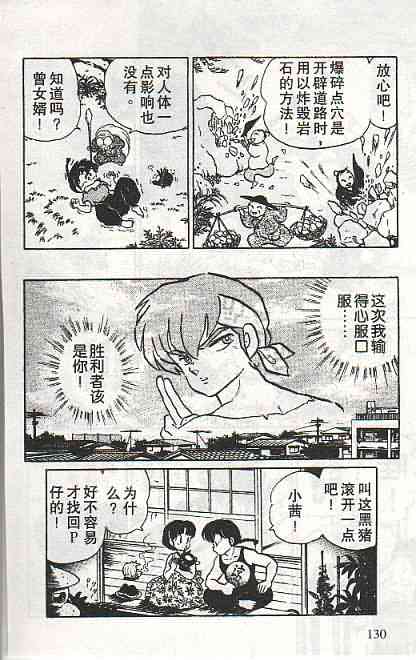 放心吧！
爆碎点穴是
开辟道路时，
用以炸毁岩
石的方法！
对人体一
点影响也
没有。
知道吗？
曾女婿！
这次我输
得心服口
服……
胜利者该
是你！
叫这黑猪
滚开一点
吧！
小茜！
为什
么？
好不容易
才找回P
仔的！
130